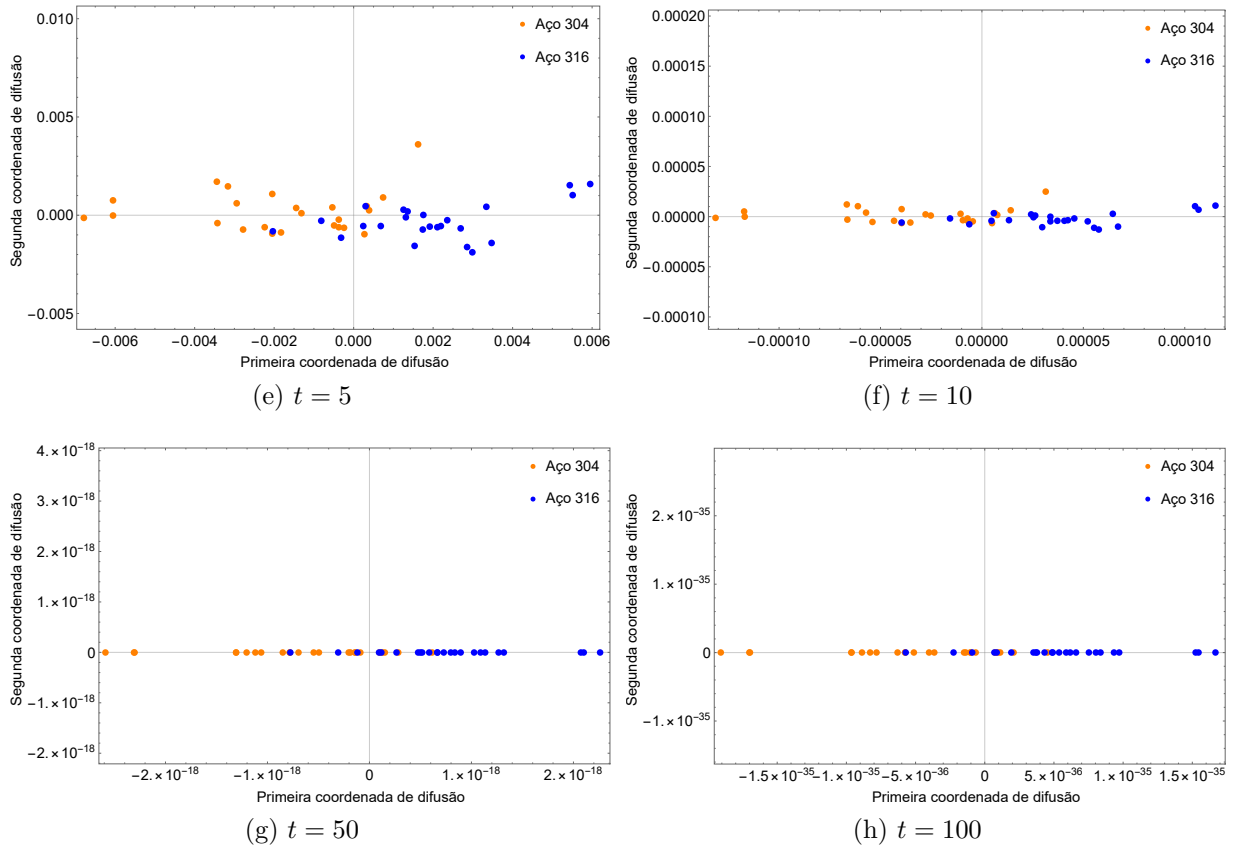 Aço 304
Aço 316
Segunda coordenada de difusão
0.010
0.005
0.000
−0.005
−0.006
−0.004
−0.002
0.000
0.002
0.004
0.006
Primeira coordenada de difusão
(e) t = 5
Aço 304
Aço 316
Segunda coordenada de difusão
0.00020
0.00015
0.00010
0.00005
0.00000
−0.00005
−0.00010
−0.00010
−0.00005
0.00000
0.00005
0.00010
Primeira coordenada de difusão
(f) t = 10
Aço 304
Aço 316
Segunda coordenada de difusão
4.×10⁻¹⁸
3.×10⁻¹⁸
2.×10⁻¹⁸
1.×10⁻¹⁸
0
−1.×10⁻¹⁸
−2.×10⁻¹⁸
−2.×10⁻¹⁸
−1.×10⁻¹⁸
0
1.×10⁻¹⁸
2.×10⁻¹⁸
Primeira coordenada de difusão
(g) t = 50
Aço 304
Aço 316
Segunda coordenada de difusão
2.×10⁻³⁵
1.×10⁻³⁵
0
−1.×10⁻³⁵
−1.5×10⁻³⁵
−1.×10⁻³⁵
−5.×10⁻³⁶
0
5.×10⁻³⁶
1.×10⁻³⁵
1.5×10⁻³⁵
Primeira coordenada de difusão
(h) t = 100